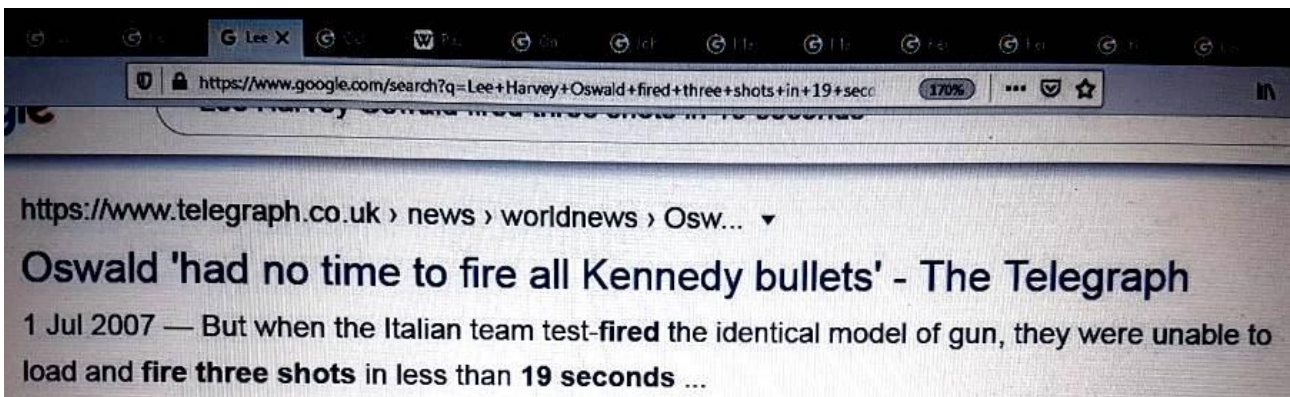 G Lee X
W
https://www.google.com/search?q=Lee+Harvey+Oswald+fired+three+shots+in+19+seco
170%
https://www.telegraph.co.uk › news › worldnews › Osw...
Oswald 'had no time to fire all Kennedy bullets' - The Telegraph
1 Jul 2007 — But when the Italian team test-fired the identical model of gun, they were unable to
load and fire three shots in less than 19 seconds ...